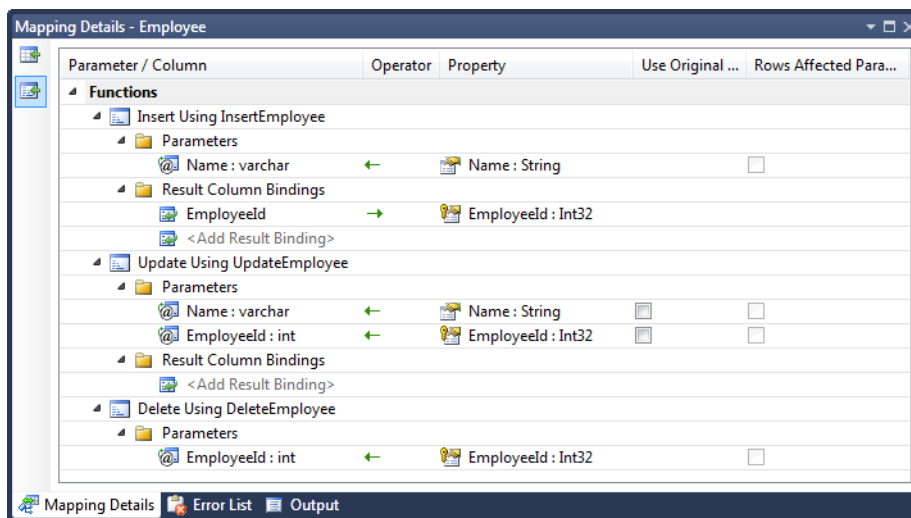 Mapping Details - Employee
Parameter / Column Operator Property Use Original ... Rows Affected Para...
Functions
Insert Using InsertEmployee
Parameters
Name : varchar ← Name : String
Result Column Bindings
EmployeeId → EmployeeId : Int32
<Add Result Binding>
Update Using UpdateEmployee
Parameters
Name : varchar ← Name : String
EmployeeId : int ← EmployeeId : Int32
Result Column Bindings
<Add Result Binding>
Delete Using DeleteEmployee
Parameters
EmployeeId : int ← EmployeeId : Int32
Mapping Details Error List Output